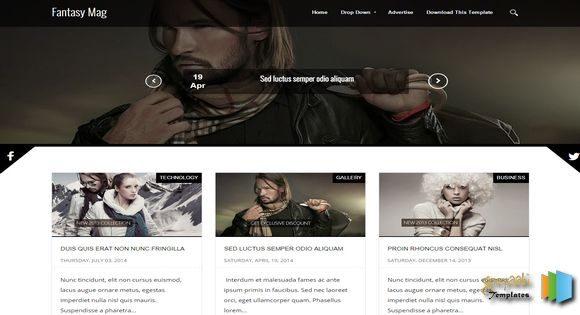 Fantasy Mag
Home Drop Down Advertise Download This Template
19
Apr
Sed luctus semper odio aliquam
TECHNOLOGY
GALLERY
BUSINESS
NEW 2013 COLLECTION
GET EXCLUSIVE DISCOUNT
NEW 2013 COLLECTION
DUIS QUIS ERAT NON NUNC FRINGILLA
THURSDAY, JULY 03, 2014
Nunc tincidunt, elit non cursus euismod,
lacus augue ornare metus, egestas
imperdiet nulla nisl quis mauris.
Suspendisse a pharetra...
SED LUCTUS SEMPER ODIO ALIQUAM
SATURDAY, APRIL 19, 2014
Interdum et malesuada fames ac ante
ipsum primis in faucibus. Sed nec laoreet
orci, eget ullamcorper quam. Phasellus
lorem...
PROIN RHONCUS CONSEQUAT NISL
SATURDAY, DECEMBER 14, 2013
Nunc tincidunt, elit non cursus euismod,
lacus augue ornare metus, egestas
imperdiet nulla nisl quis mauris.
Suspendisse a pharetra...
Templates